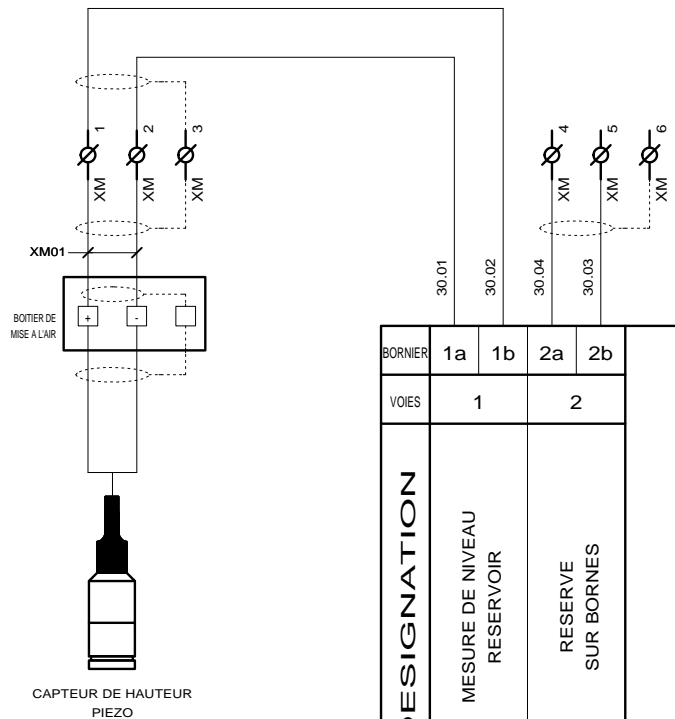 1
2
3
4
5
6
XM
XM
XM
XM
XM
XM
XM01
BOITIER DE
MISE A L'AIR
+
-
30.01
30.02
30.04
30.03
BORNIER
1a
1b
2a
2b
VOIES
1
2
DESIGNATION
MESURE DE NIVEAU
RESERVOIR
RESERVE
SUR BORNES
CAPTEUR DE HAUTEUR
PIEZO